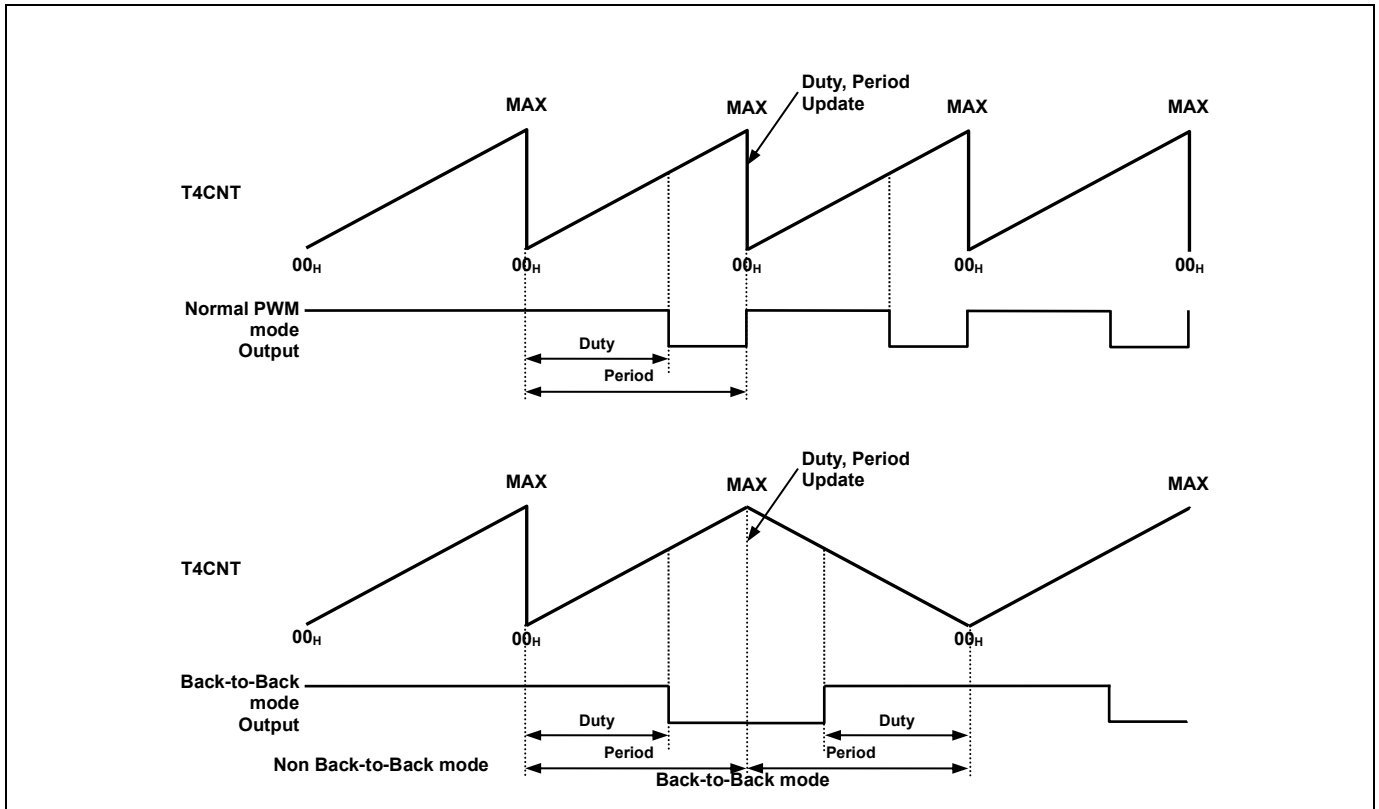 Duty, Period
Update
MAX
MAX
MAX
MAX
T4CNT
00H
00H
00H
00H
00H
Normal PWM
mode
Output
Duty
Period
Duty, Period
Update
MAX
MAX
MAX
T4CNT
00H
00H
00H
Back-to-Back
mode
Output
Duty
Duty
Period
Period
Non Back-to-Back mode
Back-to-Back mode